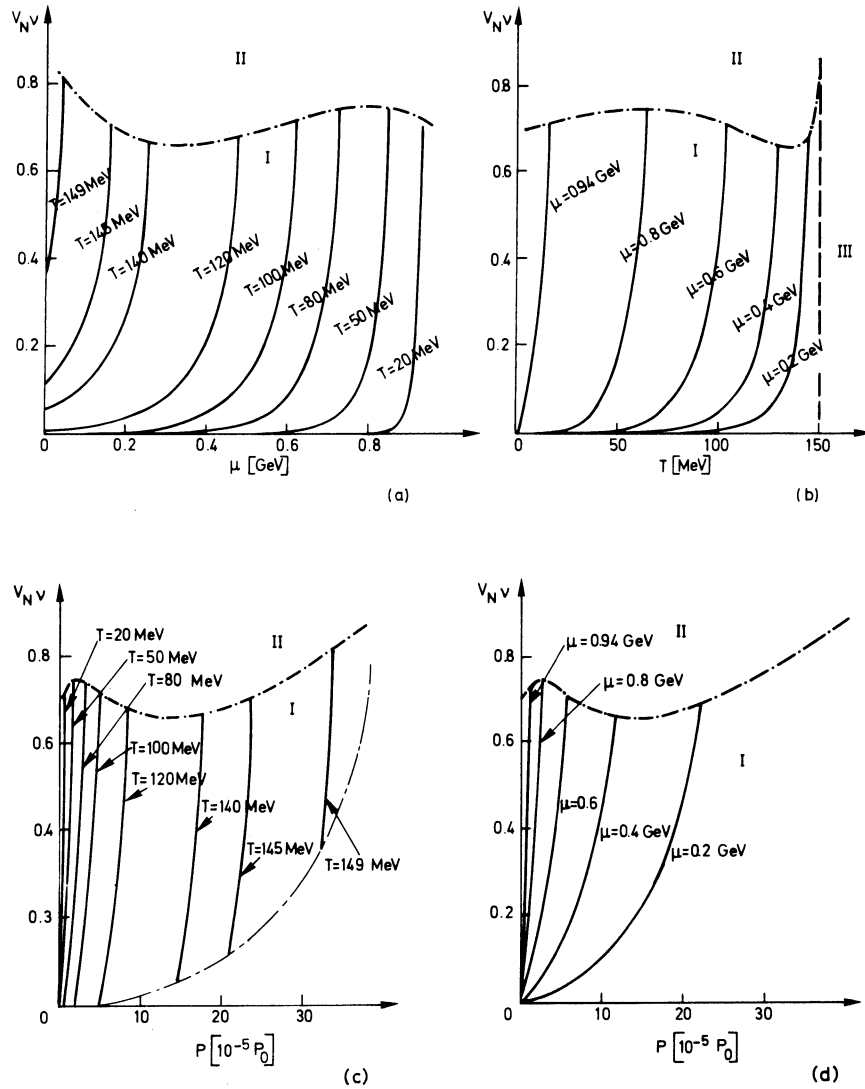 V_N ν
II
0.8
0.6
0.4
0.2
I
T=149 MeV
T=145 MeV
T=140 MeV
T=120 MeV
T=100 MeV
T=80 MeV
T=50 MeV
T=20 MeV
0 0.2 0.4 0.6 0.8
μ [GeV]
(a)
V_N ν
II
0.8
0.6
0.4
0.2
I
III
μ=0.94 GeV
μ=0.8 GeV
μ=0.6 GeV
μ=0.4 GeV
μ=0.2 GeV
0 50 100 150
T [MeV]
(b)
V_N ν
T=20 MeV
T=50 MeV
T=80 MeV
II
0.8
0.6
0.4
0.3
I
T=100 MeV
T=120 MeV
T=140 MeV
T=145 MeV
T=149 MeV
0 10 20 30
P [10⁻⁵ P₀]
(c)
V_N ν
μ=0.94 GeV
II
μ=0.8 GeV
0.8
0.6
0.4
0.2
I
μ=0.6
μ=0.4 GeV
μ=0.2 GeV
0 10 20 30
P [10⁻⁵ P₀]
(d)